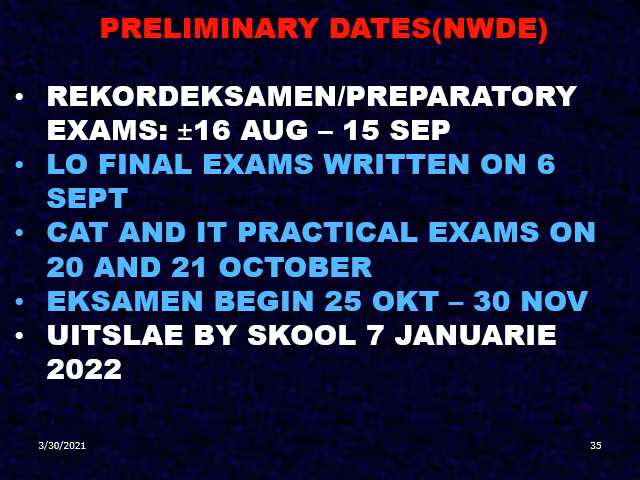 PRELIMINARY DATES(NWDE)
• REKORDEKSAMEN/PREPARATORY
EXAMS: ±16 AUG – 15 SEP
• LO FINAL EXAMS WRITTEN ON 6
SEPT
• CAT AND IT PRACTICAL EXAMS ON
20 AND 21 OCTOBER
• EKSAMEN BEGIN 25 OKT – 30 NOV
• UITSLAE BY SKOOL 7 JANUARIE
2022
3/30/2021
35